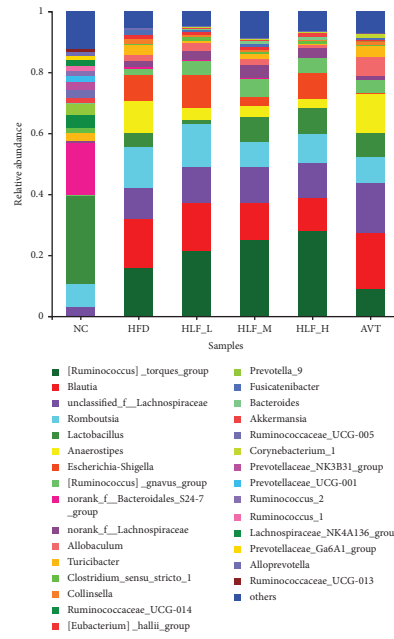 1
0.8
0.6
0.4
0.2
0
Relative abundance
NC HFD HLF_L HLF_M HLF_H AVT
Samples
[Ruminococcus] _torques_group
Blautia
unclassified_f__Lachnospiraceae
Romboutsia
Lactobacillus
Anaerostipes
Escherichia-Shigella
[Ruminococcus] _gnavus_group
norank_f__Bacteroidales_S24-7
_group
norank_f__Lachnospiraceae
Allobaculum
Turicibacter
Clostridium_sensu_stricto_1
Collinsella
Ruminococcaceae_UCG-014
[Eubacterium] _hallii_group
Prevotella_9
Fusicatenibacter
Bacteroides
Akkermansia
Ruminococcaceae_UCG-005
Corynebacterium_1
Prevotellaceae_NK3B31_group
Prevotellaceae_UCG-001
Ruminococcus_2
Ruminococcus_1
Lachnospiraceae_NK4A136_grou
Prevotellaceae_Ga6A1_group
Alloprevotella
Ruminococcaceae_UCG-013
others